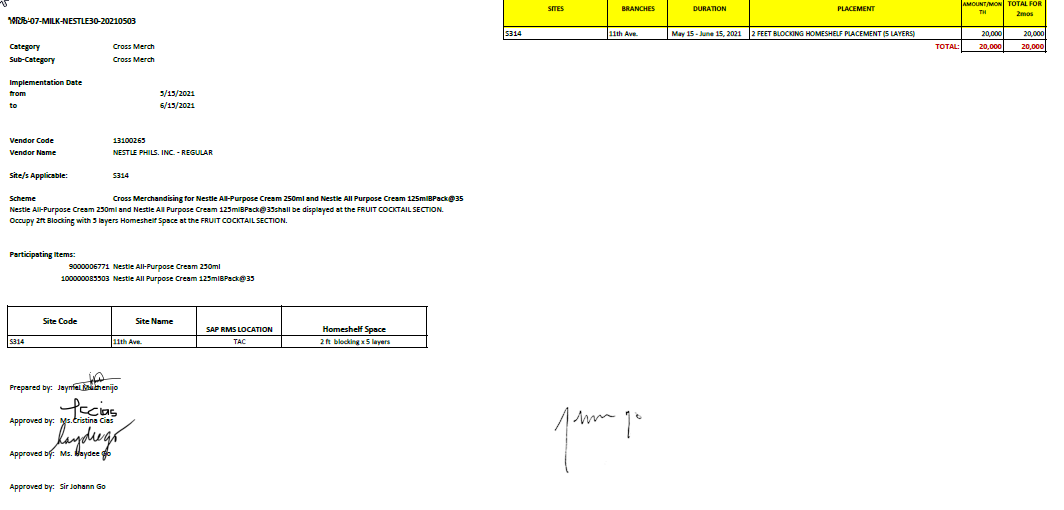 MDB-07-MILK-NESTLE30-20210503
Category Cross Merch
Sub-Category Cross Merch
Implementation Date
from 5/15/2021
to 6/15/2021
Vendor Code 13100265
Vendor Name NESTLE PHILS. INC. - REGULAR
Site/s Applicable: S314
Scheme Cross Merchandising for Nestle All-Purpose Cream 250ml and Nestle All Purpose Cream 125mlBPack@35
Nestle All-Purpose Cream 250ml and Nestle All Purpose Cream 125mlBPack@35shall be displayed at the FRUIT COCKTAIL SECTION.
Occupy 2ft Blocking with 5 layers Homeshelf Space at the FRUIT COCKTAIL SECTION.
Participating Items:
9000006771 Nestle All-Purpose Cream 250ml
100000085503 Nestle All Purpose Cream 125mlBPack@35
Site Code Site Name SAP RMS LOCATION Homeshelf Space
S314 11th Ave. TAC 2 ft blocking x 5 layers
Prepared by: Jaymel
Approved by: Ms.Cristina Cias
Approved by: Ms. Haydee Go
Approved by: Sir Johann Go
SITES BRANCHES DURATION PLACEMENT AMOUNT/MONTH TOTAL FOR 2mos
S314 11th Ave. May 15 - June 15, 2021 2 FEET BLOCKING HOMESHELF PLACEMENT (5 LAYERS) 20,000 20,000
TOTAL: 20,000 20,000